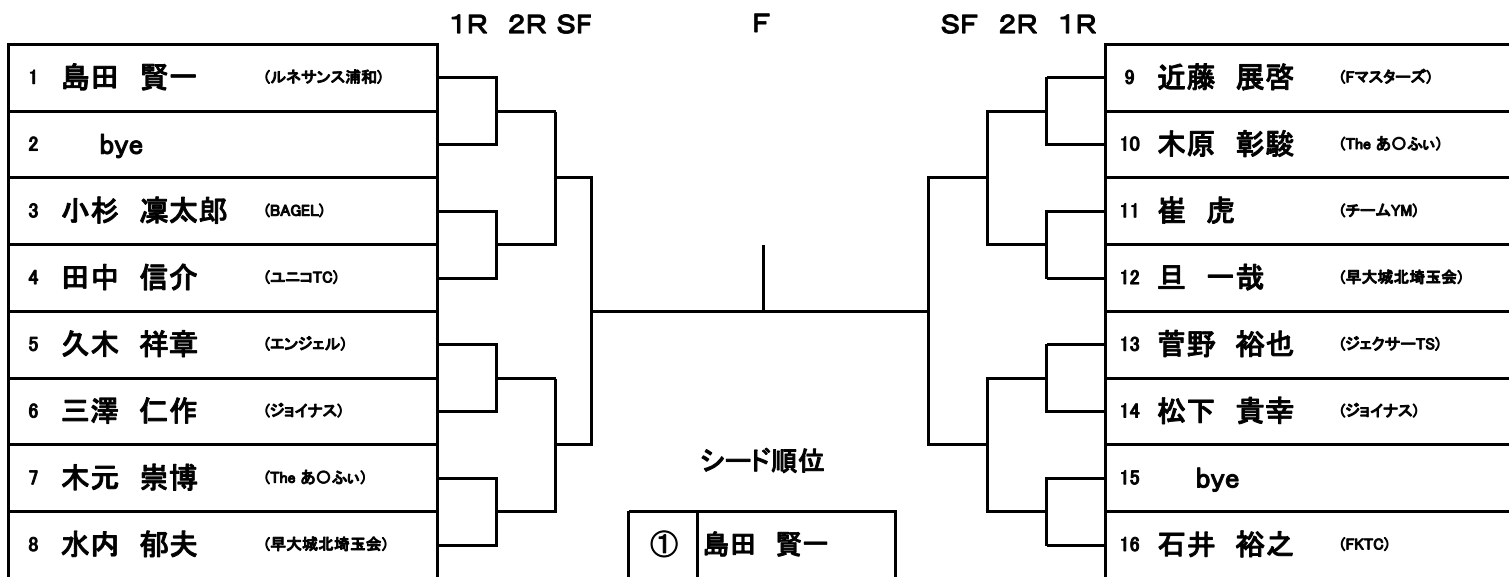 1R 2R SF F SF 2R 1R
1 島田 賢一 (ルネサンス浦和)
2 bye
3 小杉 凜太郎 (BAGEL)
4 田中 信介 (ユニコTC)
5 久木 祥章 (エンジェル)
6 三澤 仁作 (ジョイナス)
7 木元 崇博 (The あ〇ふい)
8 水内 郁夫 (早大城北埼玉会)
シード順位
① 島田 賢一
9 近藤 展啓 (Fマスターズ)
10 木原 彰駿 (The あ〇ふい)
11 崔 虎 (チームYM)
12 旦 一哉 (早大城北埼玉会)
13 菅野 裕也 (ジェクサーTS)
14 松下 貴幸 (ジョイナス)
15 bye
16 石井 裕之 (FKTC)